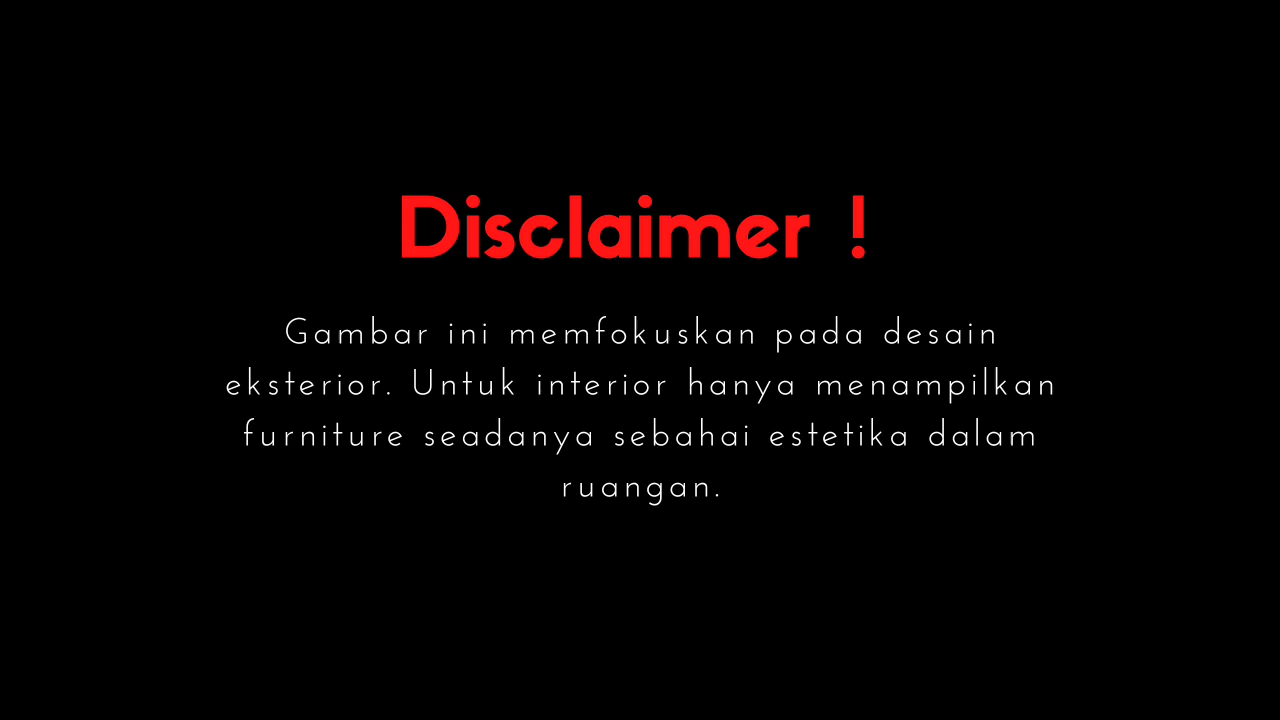 Disclaimer !
Gambar ini memfokuskan pada desain
eksterior. Untuk interior hanya menampilkan
furniture seadanya sebahai estetika dalam
ruangan.